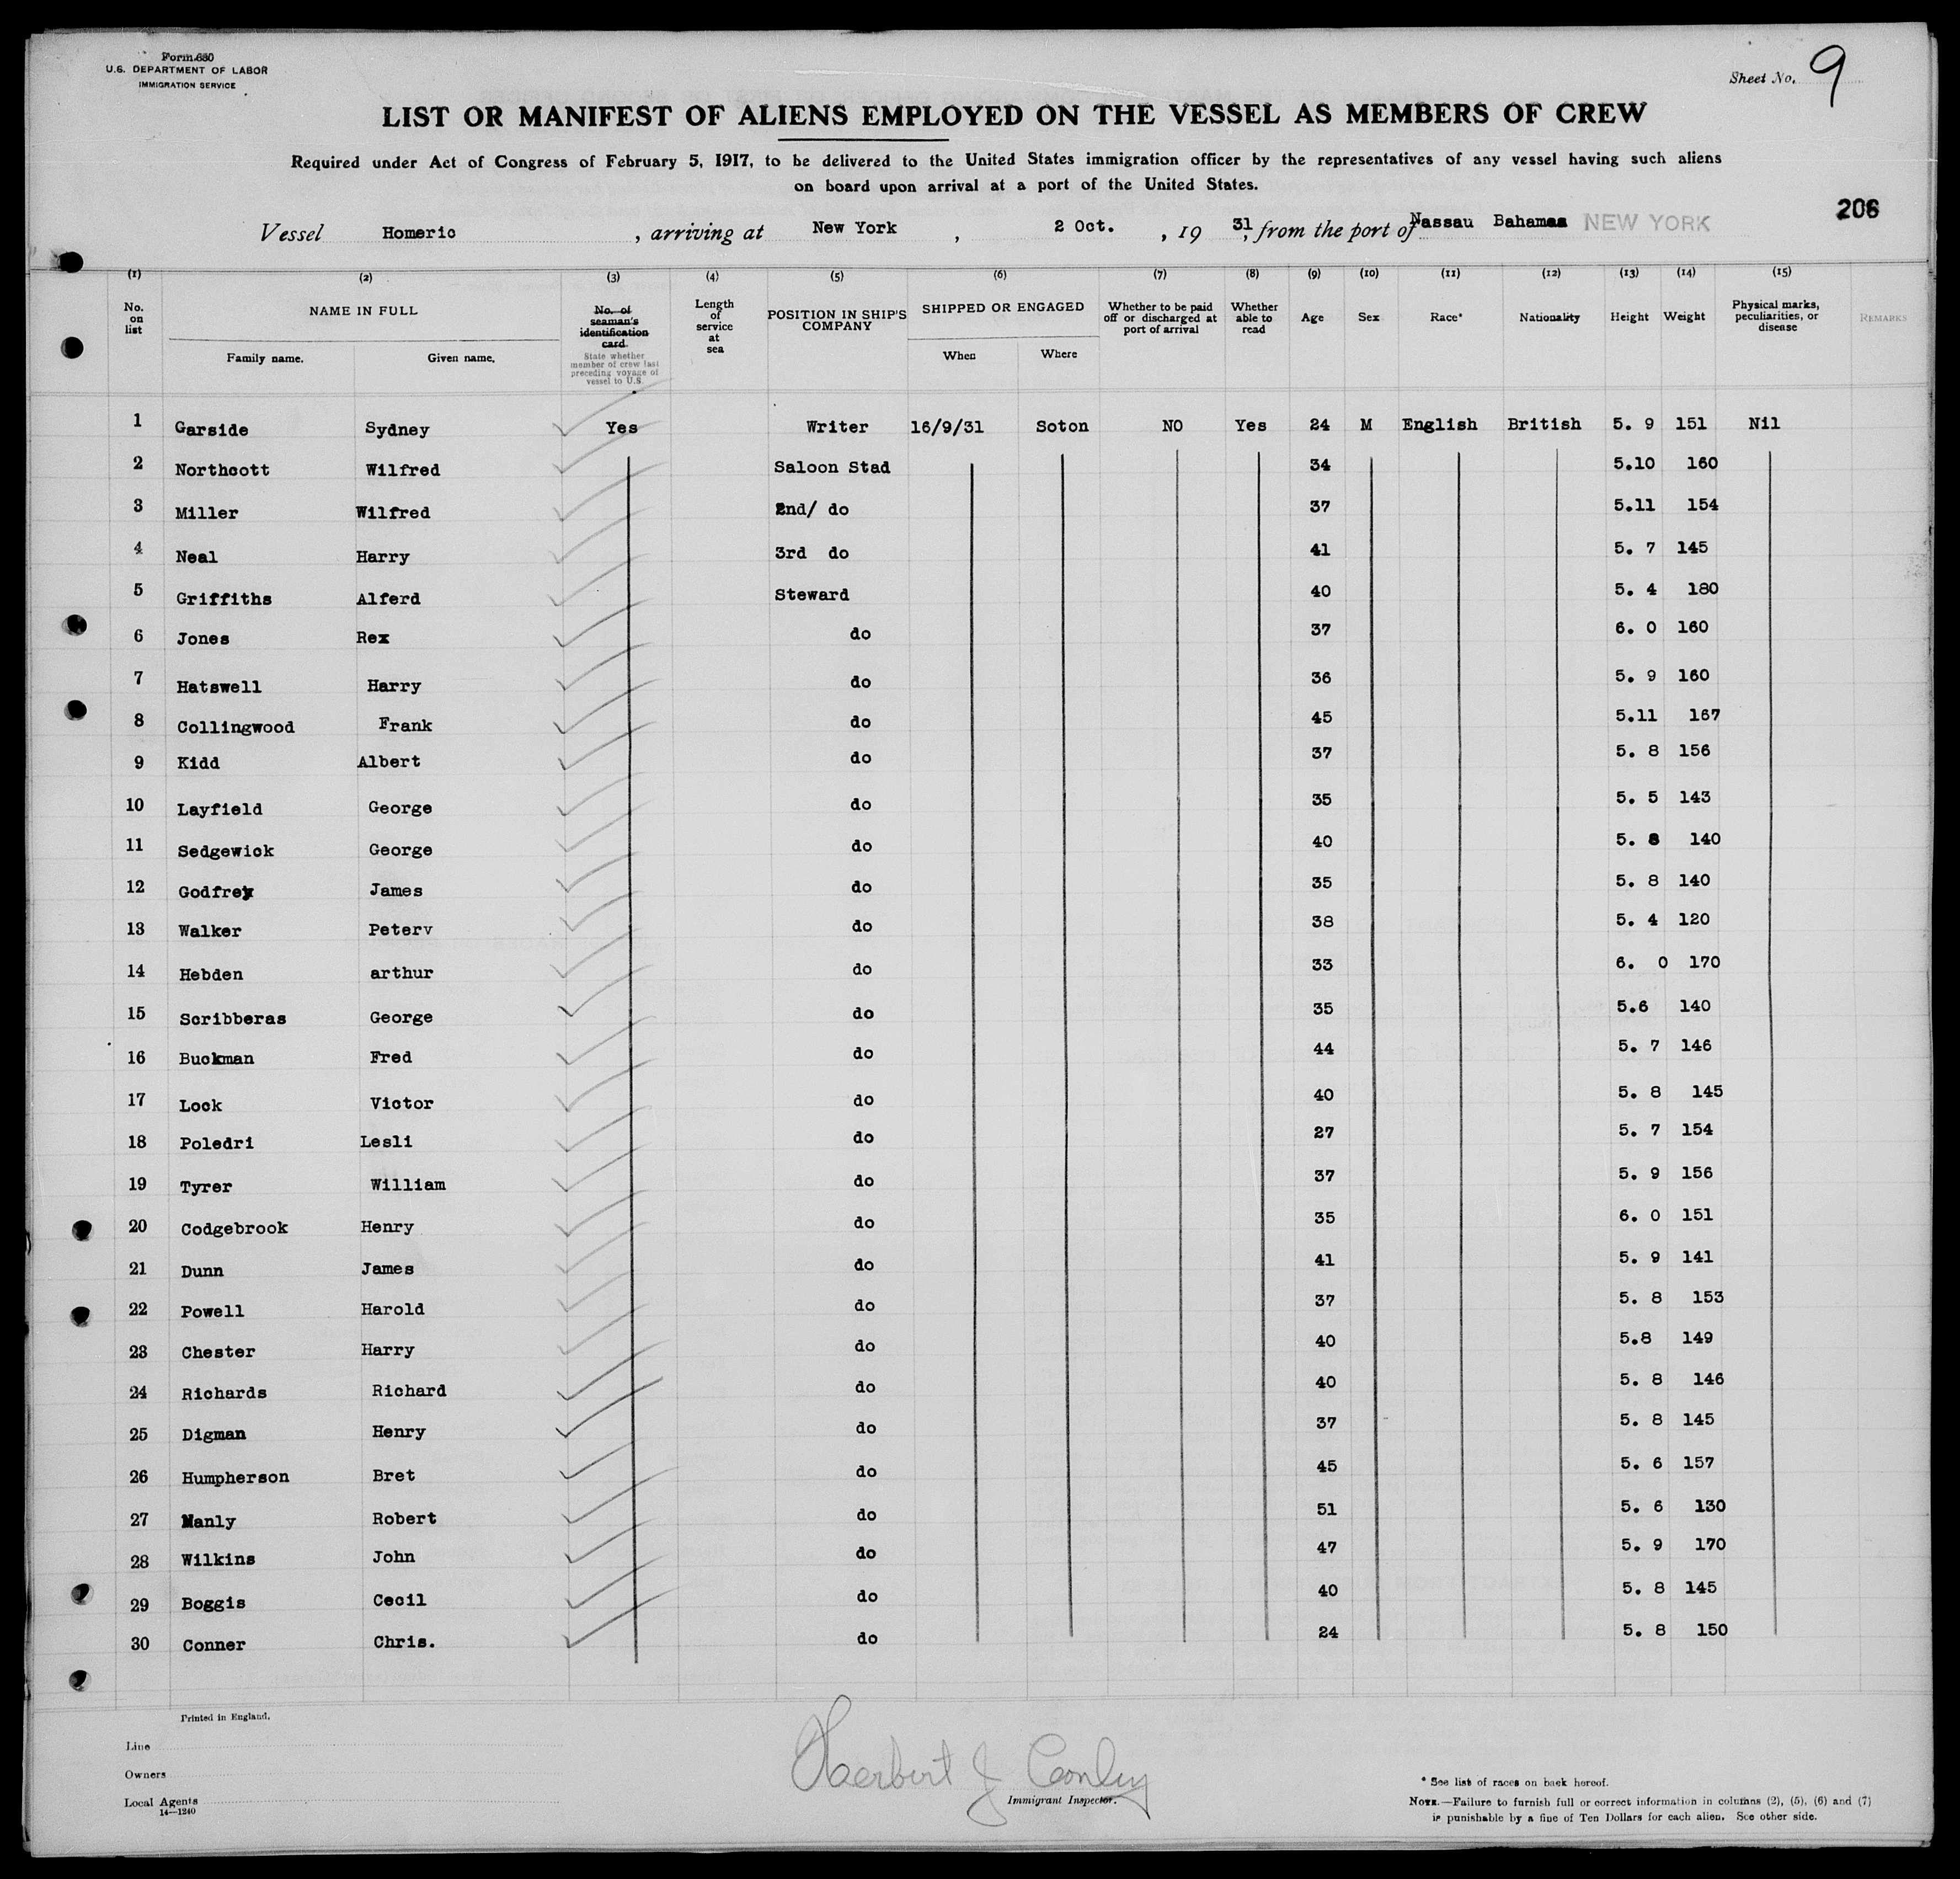 Form 680
U.S. DEPARTMENT OF LABOR
IMMIGRATION SERVICE
Sheet No. 9
LIST OR MANIFEST OF ALIENS EMPLOYED ON THE VESSEL AS MEMBERS OF CREW
Required under Act of Congress of February 5, 1917, to be delivered to the United States immigration officer by the representatives of any vessel having such aliens
on board upon arrival at a port of the United States.
206
Vessel Homeric, arriving at New York, 2 Oct., 19 31, from the port of Nassau Bahamas NEW YORK
(1) (2) (3) (4) (5) (6) (7) (8) (9) (10) (11) (12) (13) (14) (15)
No. on list
NAME IN FULL
Family name. Given name.
No. of seaman's identification card.
State whether member of crew last preceding voyage of vessel to U.S.
Length of service at sea
POSITION IN SHIP'S COMPANY
SHIPPED OR ENGAGED
When Where
Whether to be paid off or discharged at port of arrival
Whether able to read
Age
Sex
Race*
Nationality
Height
Weight
Physical marks, peculiarities, or disease
REMARKS
1 Garside Sydney Yes Writer 16/9/31 Soton NO Yes 24 M English British 5. 9 151 Nil
2 Northcott Wilfred Saloon Stad 34 5.10 160
3 Miller Wilfred 2nd/ do 37 5.11 154
4 Neal Harry 3rd do 41 5. 7 145
5 Griffiths Alferd Steward 40 5. 4 180
6 Jones Rex do 37 6. 0 160
7 Hatswell Harry do 36 5. 9 160
8 Collingwood Frank do 45 5.11 167
9 Kidd Albert do 37 5. 8 156
10 Layfield George do 35 5. 5 143
11 Sedgewick George do 40 5. 8 140
12 Godfrey James do 35 5. 8 140
13 Walker Peterv do 38 5. 4 120
14 Hebden arthur do 33 6. 0 170
15 Scribberas George do 35 5.6 140
16 Buckman Fred do 44 5. 7 146
17 Lock Victor do 40 5. 8 145
18 Poledri Lesli do 27 5. 7 154
19 Tyrer William do 37 5. 9 156
20 Codgebrook Henry do 35 6. 0 151
21 Dunn James do 41 5. 9 141
22 Powell Harold do 37 5. 8 153
23 Chester Harry do 40 5.8 149
24 Richards Richard do 40 5. 8 146
25 Digman Henry do 37 5. 8 145
26 Humpherson Bret do 45 5. 6 157
27 Manly Robert do 51 5. 6 130
28 Wilkins John do 47 5. 9 170
29 Boggis Cecil do 40 5. 8 145
30 Conner Chris. do 24 5. 8 150
Printed in England.
Line
Owners
Local Agents
14—1240
Herbert J Conley
Immigrant Inspector.
* See list of races on back hereof.
NOTE.—Failure to furnish full or correct information in columns (2), (5), (6) and (7)
is punishable by a fine of Ten Dollars for each alien. See other side.